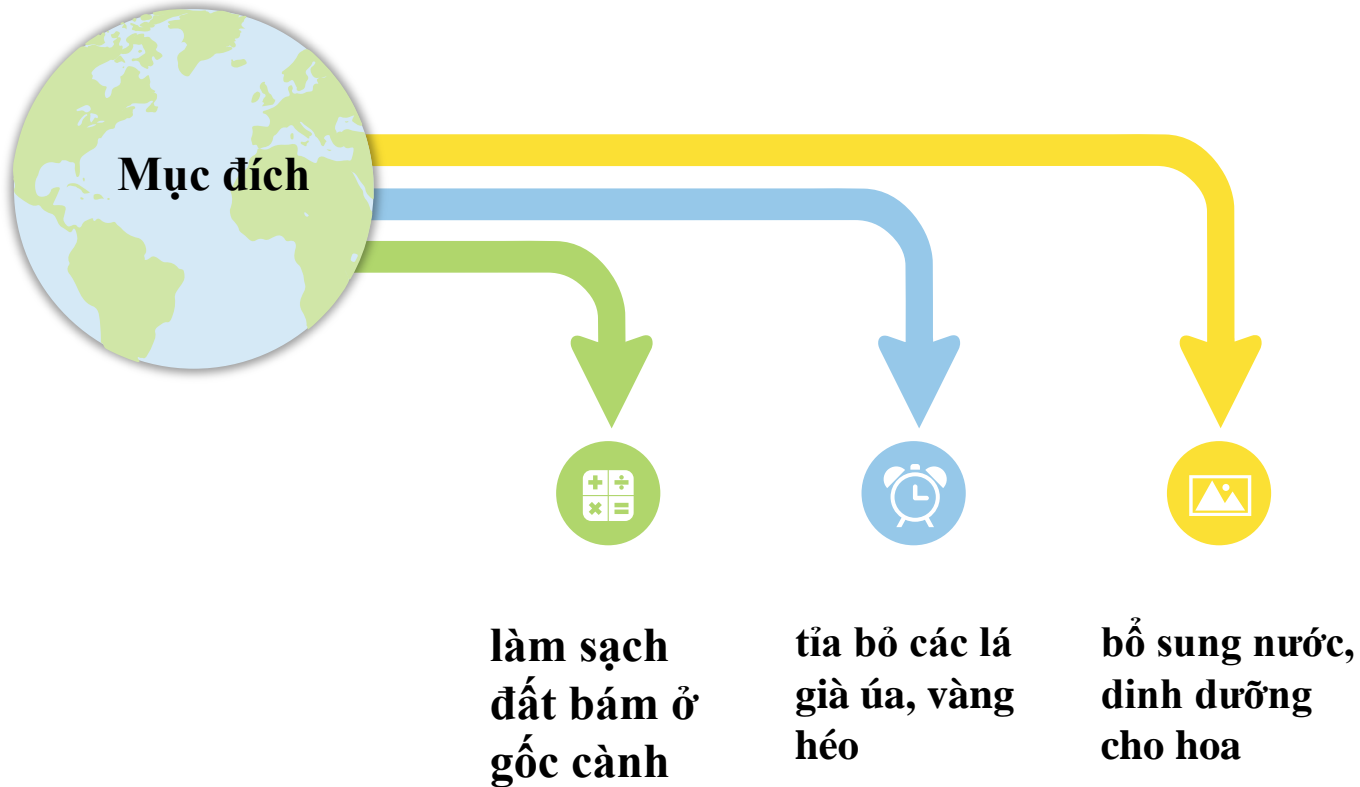 Mục đích
làm sạch
đất bám ở
gốc cành
tỉa bỏ các lá
già úa, vàng
héo
bổ sung nước,
dinh dưỡng
cho hoa